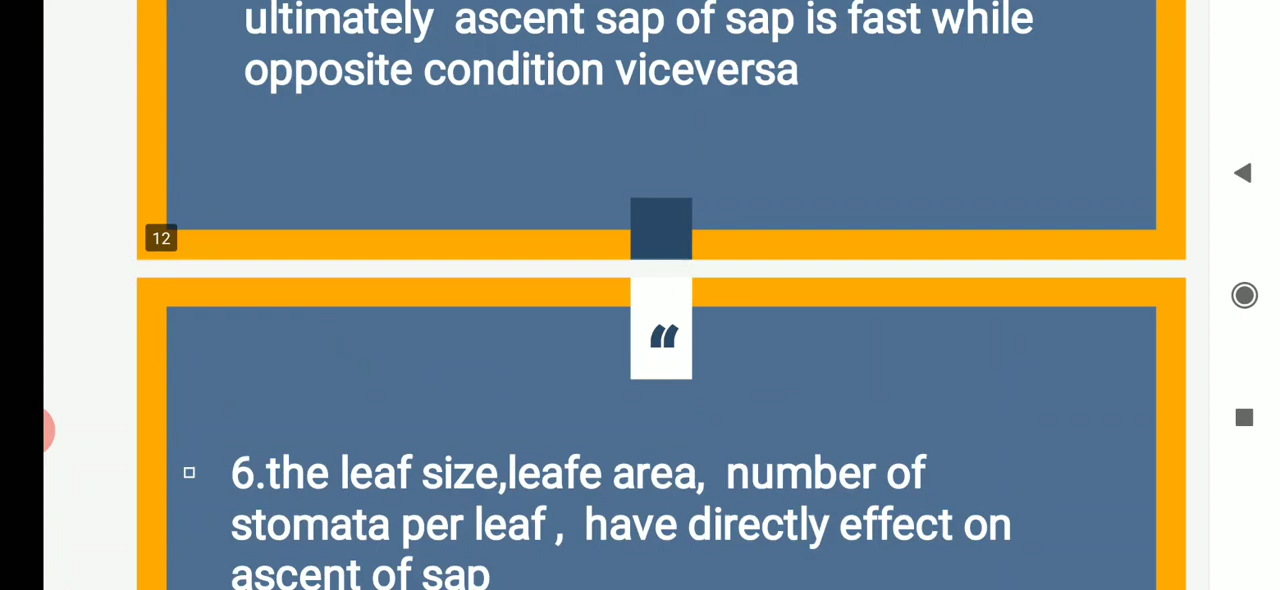 ultimately  ascent sap of sap is fast while
opposite condition viceversa
12
“
6.the leaf size,leafe area,  number of
stomata per leaf ,  have directly effect on
ascent of sap